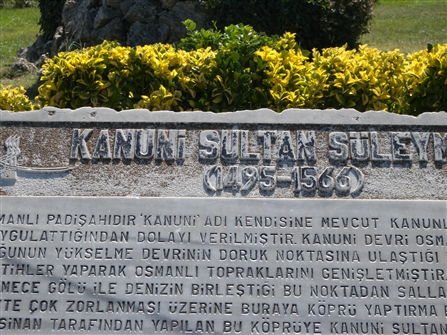 KANUNİ SULTAN SÜLEYM
(1495-1566)
MANLI PADİŞAHIDIR 'KANUNİ' ADI KENDİSİNE MEVCUT KANUNL
YGULATTIĞINDAN DOLAYI VERİLMİŞTİR. KANUNİ DEVRİ OSM
ĞUNUN YÜKSELME DEVRİNİN DORUK NOKTASINA ULAŞTIĞI
TİHLER YAPARAK OSMANLI TOPRAKLARINI GENİŞLETMİŞTİR.
MECE GÖLÜ İLE DENİZİN BİRLEŞTİĞİ BU NOKTADAN SALLA
TE ÇOK ZORLANMASI ÜZERİNE BURAYA KÖPRÜ YAPTIRMA
SİNAN TARAFINDAN YAPILAN BU KÖPRÜYE KANUNİ SULT